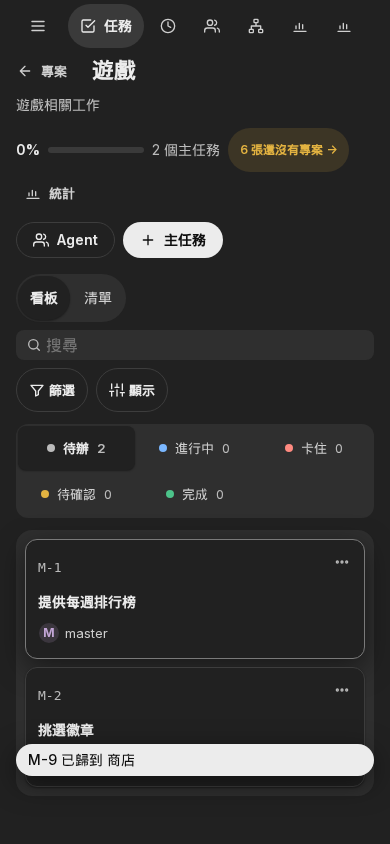 任務
專案
遊戲
遊戲相關工作
0% 2 個主任務 6 張還沒有專案 →
統計
Agent 主任務
看板 清單
搜尋
篩選 顯示
待辦 2 進行中 0 卡住 0
待確認 0 完成 0
M-1
提供每週排行榜
M master
M-2
挑選徽章
M-9 已歸到 商店